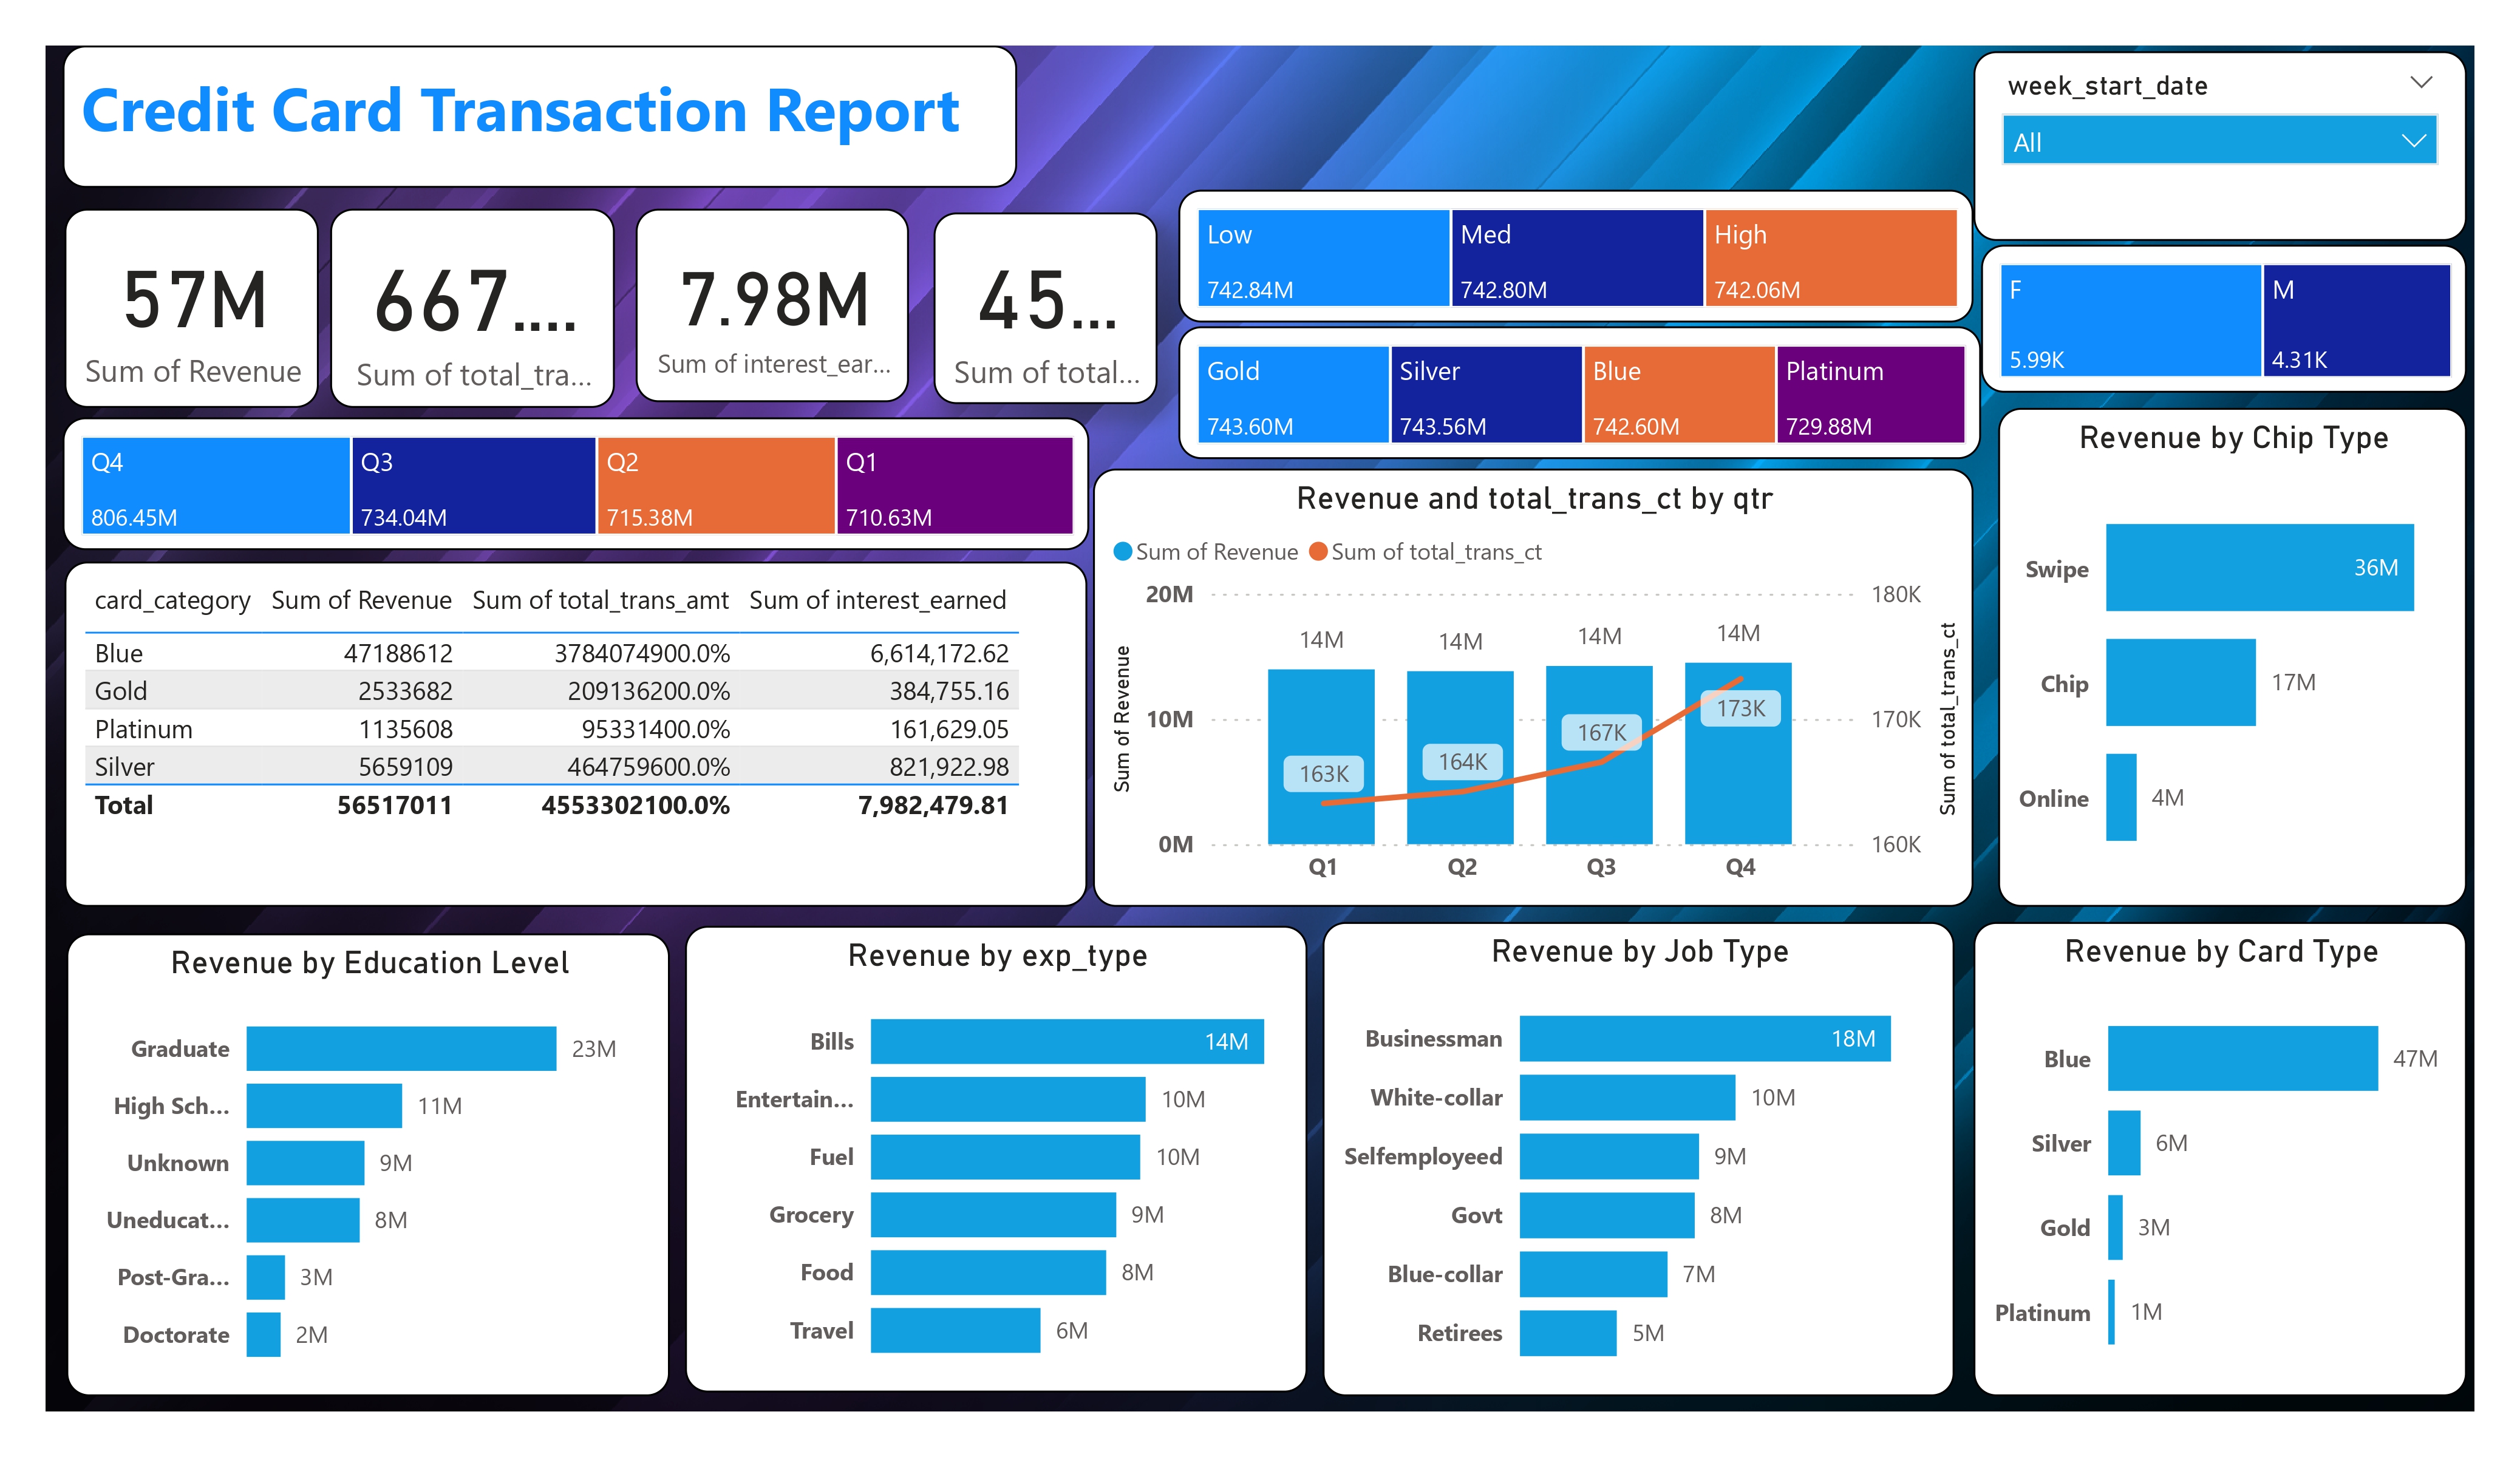 Credit Card Transaction Report
week_start_date
All
57M
Sum of Revenue
667....
Sum of total_tra...
7.98M
Sum of interest_ear...
45...
Sum of total...
Low
742.84M
Med
742.80M
High
742.06M
F
5.99K
M
4.31K
Gold
743.60M
Silver
743.56M
Blue
742.60M
Platinum
729.88M
Q4
806.45M
Q3
734.04M
Q2
715.38M
Q1
710.63M
card_category Sum of Revenue Sum of total_trans_amt Sum of interest_earned
Blue 47188612 3784074900.0% 6,614,172.62
Gold 2533682 209136200.0% 384,755.16
Platinum 1135608 95331400.0% 161,629.05
Silver 5659109 464759600.0% 821,922.98
Total 56517011 4553302100.0% 7,982,479.81
Revenue and total_trans_ct by qtr
Sum of Revenue Sum of total_trans_ct
20M
10M
0M
Sum of Revenue
14M 14M 14M 14M
163K 164K 167K 173K
180K
170K
160K
Sum of total_trans_ct
Q1 Q2 Q3 Q4
Revenue by Chip Type
Swipe 36M
Chip 17M
Online 4M
Revenue by Education Level
Graduate 23M
High Sch... 11M
Unknown 9M
Uneducat... 8M
Post-Gra... 3M
Doctorate 2M
Revenue by exp_type
Bills 14M
Entertain... 10M
Fuel 10M
Grocery 9M
Food 8M
Travel 6M
Revenue by Job Type
Businessman 18M
White-collar 10M
Selfemployeed 9M
Govt 8M
Blue-collar 7M
Retirees 5M
Revenue by Card Type
Blue 47M
Silver 6M
Gold 3M
Platinum 1M